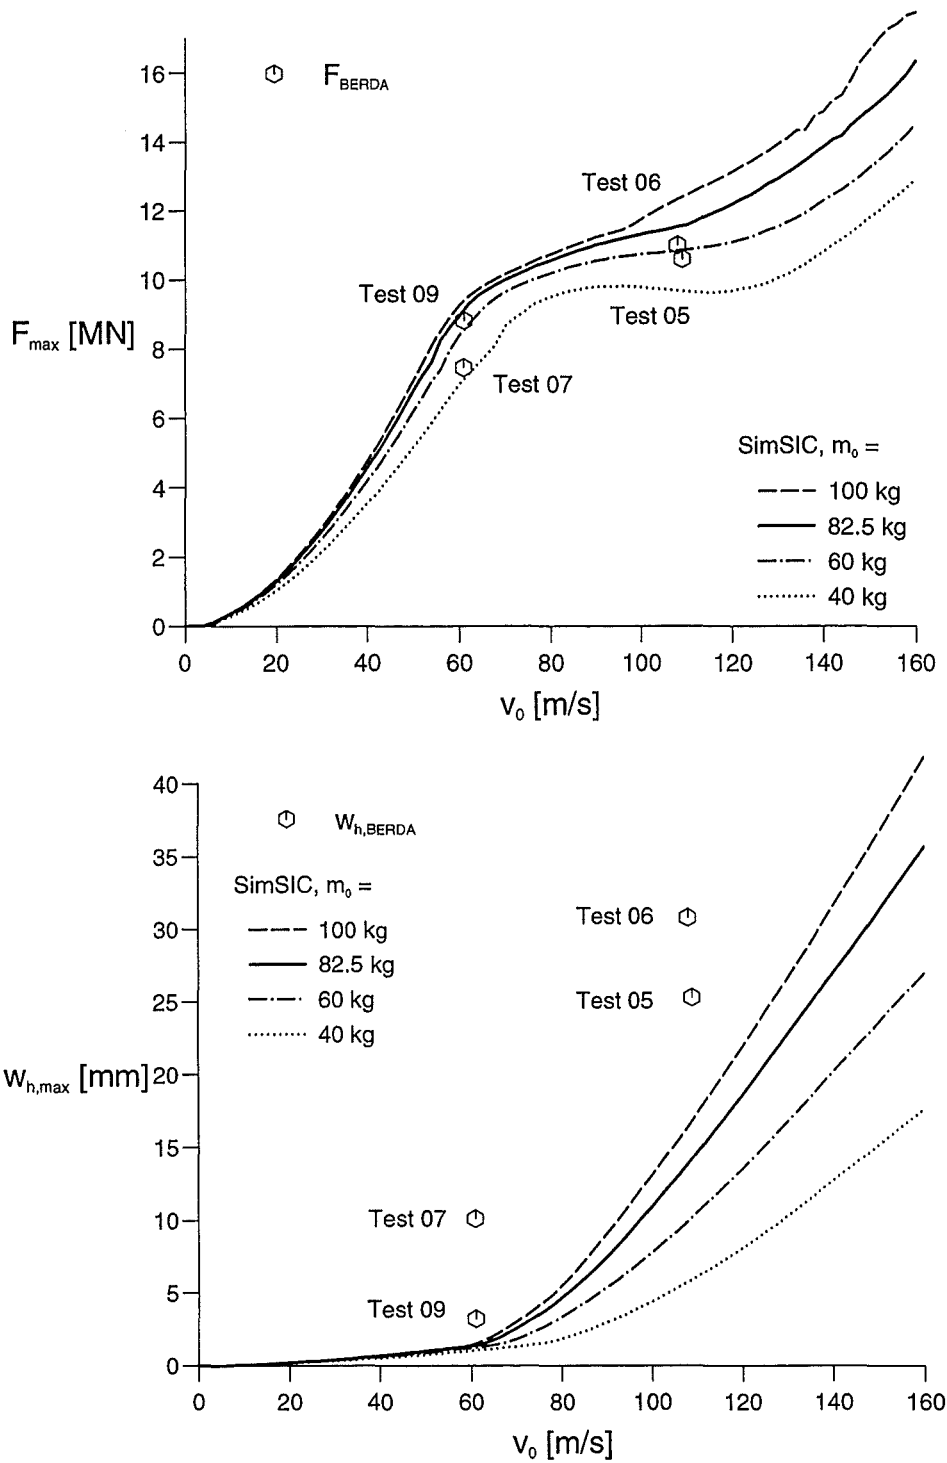 16
F_BERDA
14
Test 06
12
10
Test 09
Test 05
F_max [MN]
8
Test 07
6
SimSIC, m_0 =
4
100 kg
82.5 kg
2
60 kg
40 kg
0
0 20 40 60 80 100 120 140 160
v_0 [m/s]
40
w_h,BERDA
35
SimSIC, m_0 =
30
100 kg
Test 06
82.5 kg
25
60 kg
Test 05
40 kg
w_h,max [mm]
20
15
Test 07
10
5
Test 09
0
0 20 40 60 80 100 120 140 160
v_0 [m/s]